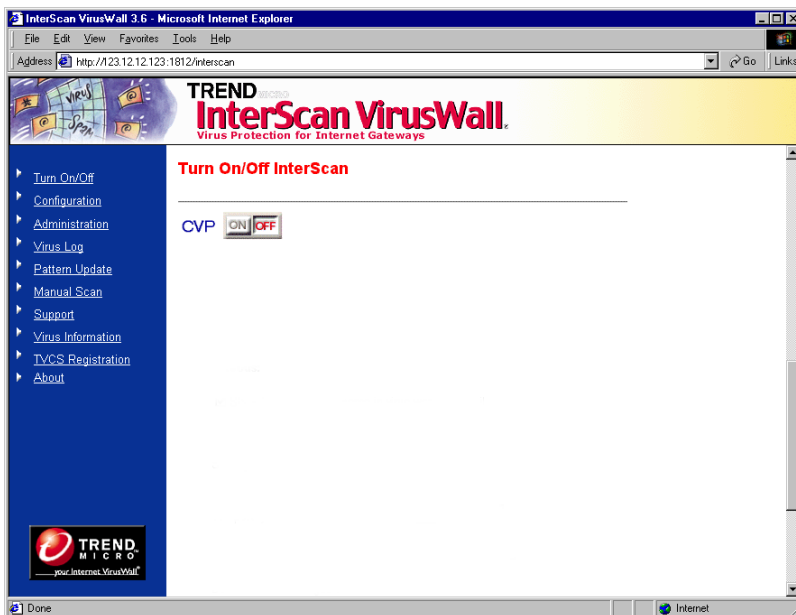 InterScan VirusWall 3.6 - Microsoft Internet Explorer
File Edit View Favorites Tools Help
Address http://123.12.12.123:1812/interscan Go Links
VIRUS
SPAM
TREND MICRO
InterScan VirusWall
Virus Protection for Internet Gateways
Turn On/Off InterScan
CVP ON OFF
Turn On/Off
Configuration
Administration
Virus Log
Pattern Update
Manual Scan
Support
Virus Information
TVCS Registration
About
TREND
MICRO
your Internet VirusWall
Done Internet